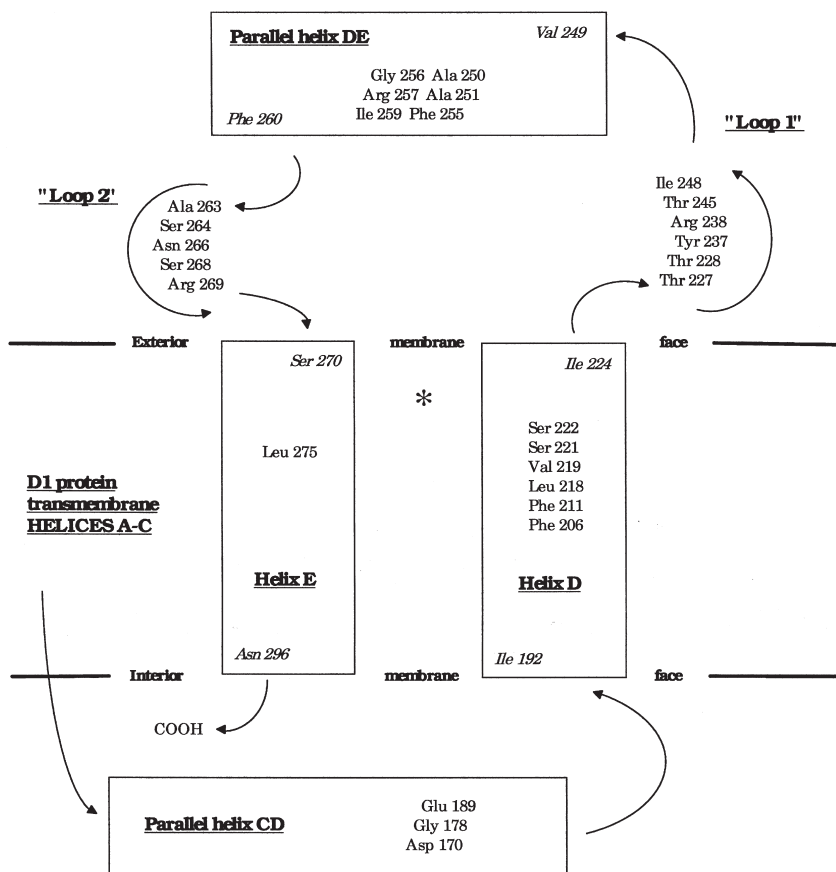 Parallel helix DE
Val 249
Gly 256 Ala 250
Arg 257 Ala 251
Ile 259 Phe 255
Phe 260
"Loop 1"
Ile 248
Thr 245
Arg 238
Tyr 237
Thr 228
Thr 227
"Loop 2"
Ala 263
Ser 264
Asn 266
Ser 268
Arg 269
Exterior membrane face
Ser 270
Leu 275
Helix E
Asn 296
*
Ile 224
Ser 222
Ser 221
Val 219
Leu 218
Phe 211
Phe 206
Helix D
Ile 192
D1 protein
transmembrane
HELICES A-C
Interior membrane face
COOH
Parallel helix CD
Glu 189
Gly 178
Asp 170